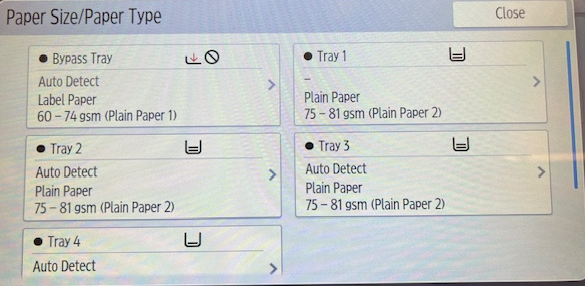 Paper Size/Paper Type
Close
Bypass Tray
Auto Detect
Label Paper
60 – 74 gsm (Plain Paper 1)
Tray 1
–
Plain Paper
75 – 81 gsm (Plain Paper 2)
Tray 2
Auto Detect
Plain Paper
75 – 81 gsm (Plain Paper 2)
Tray 3
Auto Detect
Plain Paper
75 – 81 gsm (Plain Paper 2)
Tray 4
Auto Detect